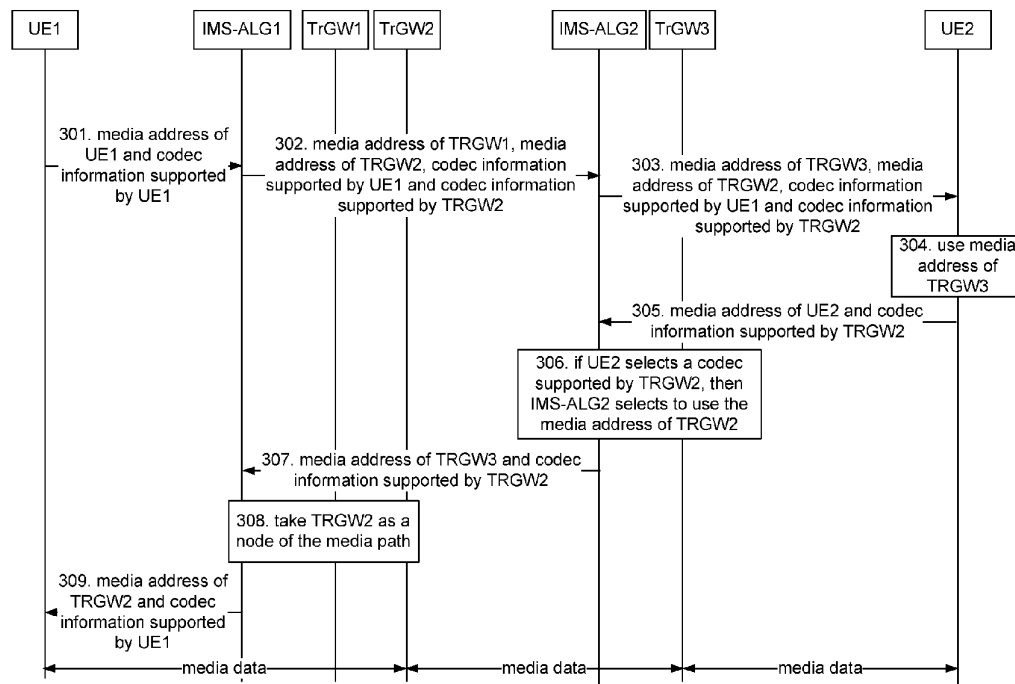 UE1
IMS-ALG1
TrGW1
TrGW2
IMS-ALG2
TrGW3
UE2
301. media address of
UE1 and codec
information supported
by UE1
302. media address of TRGW1, media
address of TRGW2, codec information
supported by UE1 and codec information
supported by TRGW2
303. media address of TRGW3, media
address of TRGW2, codec information
supported by UE1 and codec information
supported by TRGW2
304. use media
address of
TRGW3
305. media address of UE2 and codec
information supported by TRGW2
306. if UE2 selects a codec
supported by TRGW2, then
IMS-ALG2 selects to use the
media address of TRGW2
307. media address of TRGW3 and codec
information supported by TRGW2
308. take TRGW2 as a
node of the media path
309. media address of
TRGW2 and codec
information supported
by UE1
media data
media data
media data